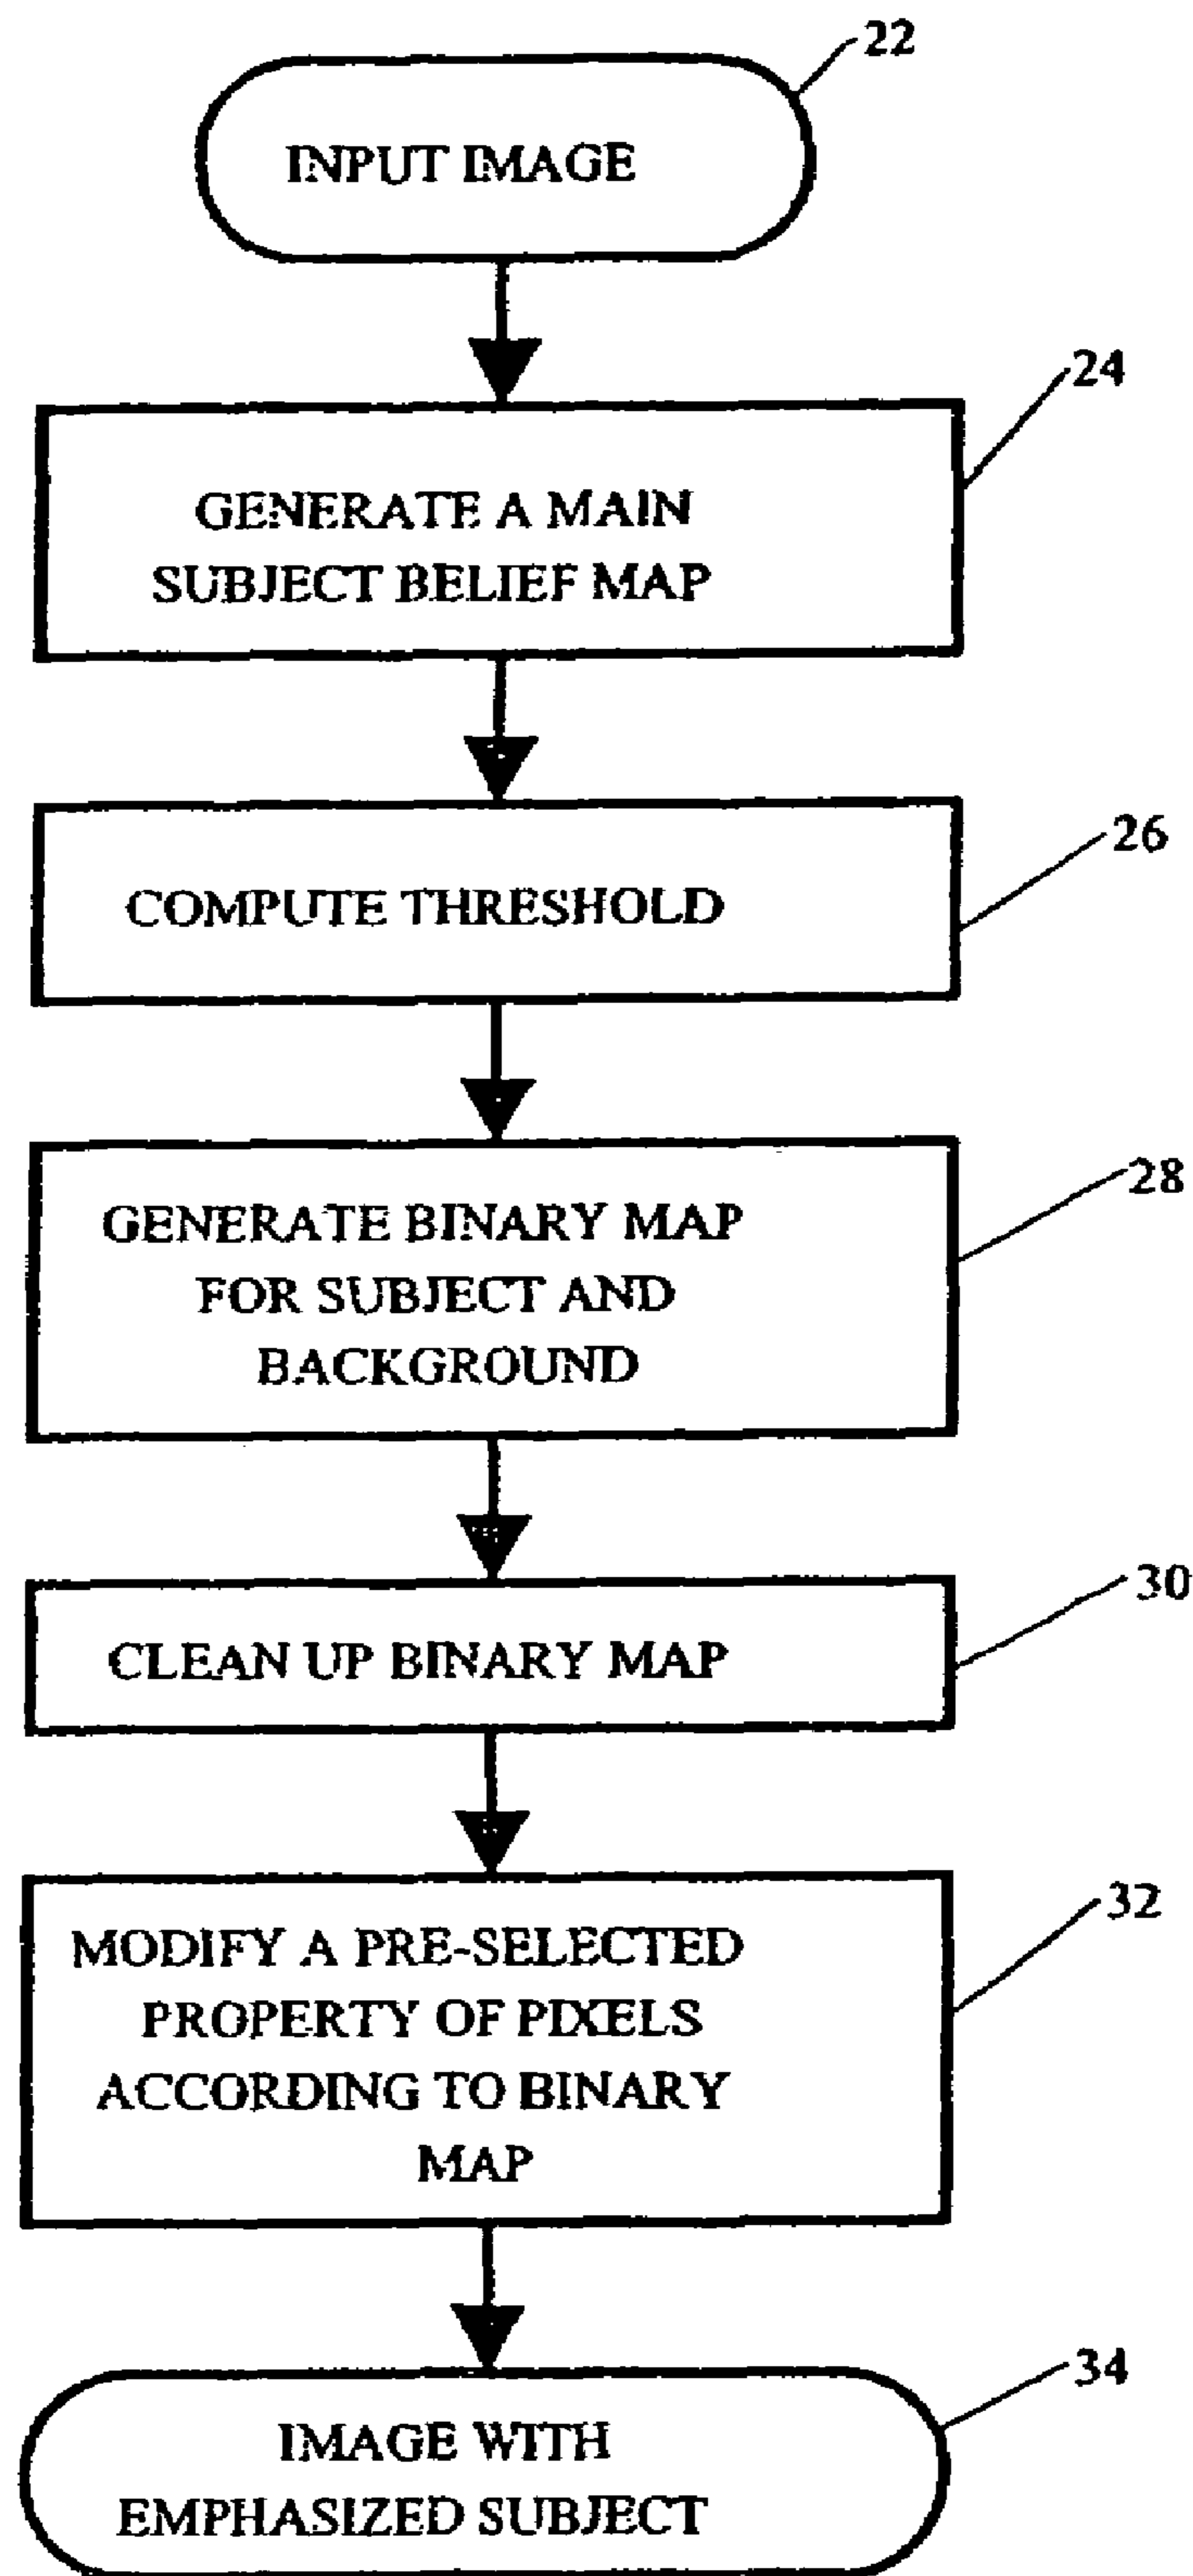 22
INPUT IMAGE
24
GENERATE A MAIN
SUBJECT BELIEF MAP
26
COMPUTE THRESHOLD
28
GENERATE BINARY MAP
FOR SUBJECT AND
BACKGROUND
30
CLEAN UP BINARY MAP
32
MODIFY A PRE-SELECTED
PROPERTY OF PIXELS
ACCORDING TO BINARY
MAP
34
IMAGE WITH
EMPHASIZED SUBJECT